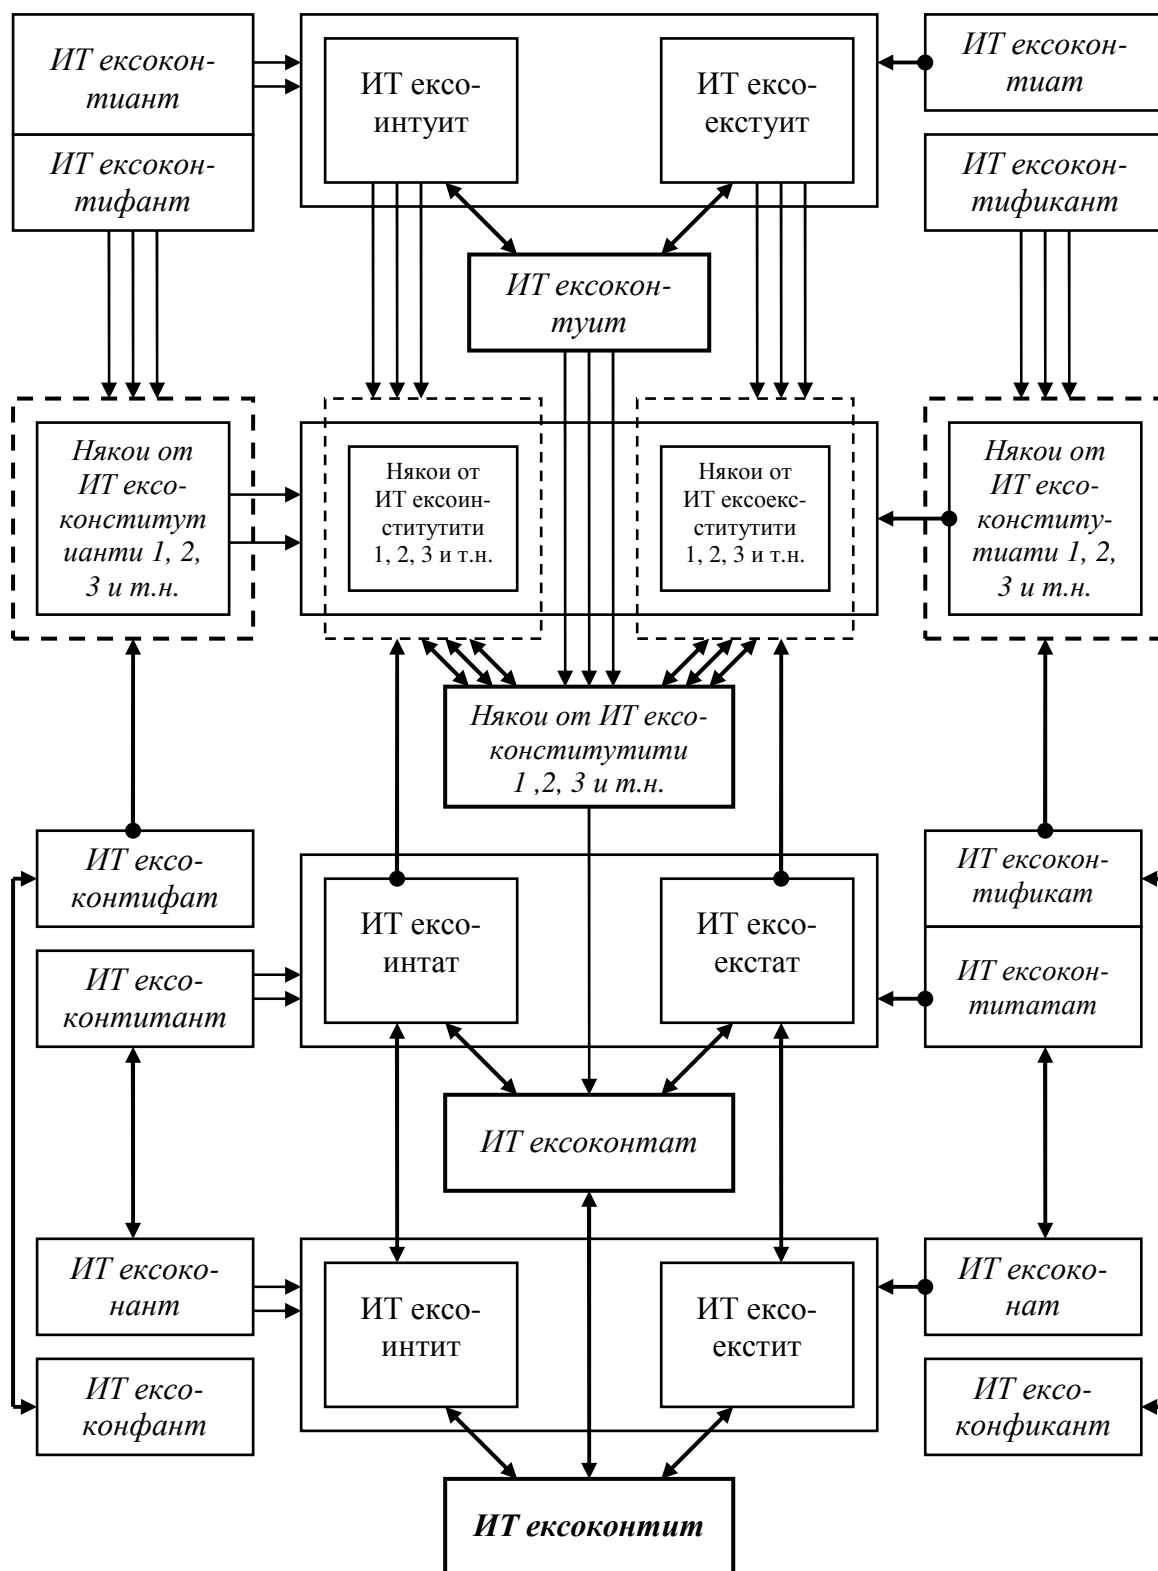 ИТ ексокон-
тиант
ИТ ексо-
интуит
ИТ ексо-
екстуит
ИТ ексокон-
тиат
ИТ ексокон-
тифант
ИТ ексокон-
тификант
ИТ ексокон-
туит
Някои от
ИТ ексо-
конститут
ианти 1, 2,
3 и т.н.
Някои от
ИТ ексоин-
ститутити
1, 2, 3 и т.н.
Някои от
ИТ ексоекс-
ститутити
1, 2, 3 и т.н.
Някои от
ИТ ексо-
конститу-
тиати 1, 2,
3 и т.н.
Някои от ИТ ексо-
конститутити
1 ,2, 3 и т.н.
ИТ ексо-
контифат
ИТ ексо-
интат
ИТ ексо-
екстат
ИТ ексокон-
тификат
ИТ ексо-
контитант
ИТ ексокон-
титатат
ИТ ексоконтат
ИТ ексоко-
нант
ИТ ексо-
интит
ИТ ексо-
екстит
ИТ ексоко-
нат
ИТ ексо-
конфант
ИТ ексо-
конфикант
ИТ ексоконтит